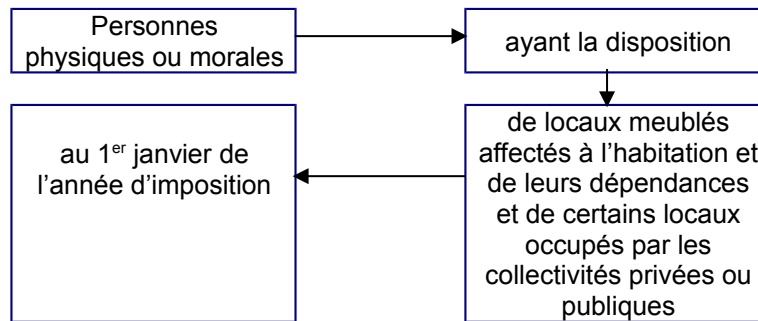 Personnes
physiques ou morales
ayant la disposition
de locaux meublés
affectés à l’habitation et
de leurs dépendances
et de certains locaux
occupés par les
collectivités privées ou
publiques
au 1er janvier de
l’année d’imposition